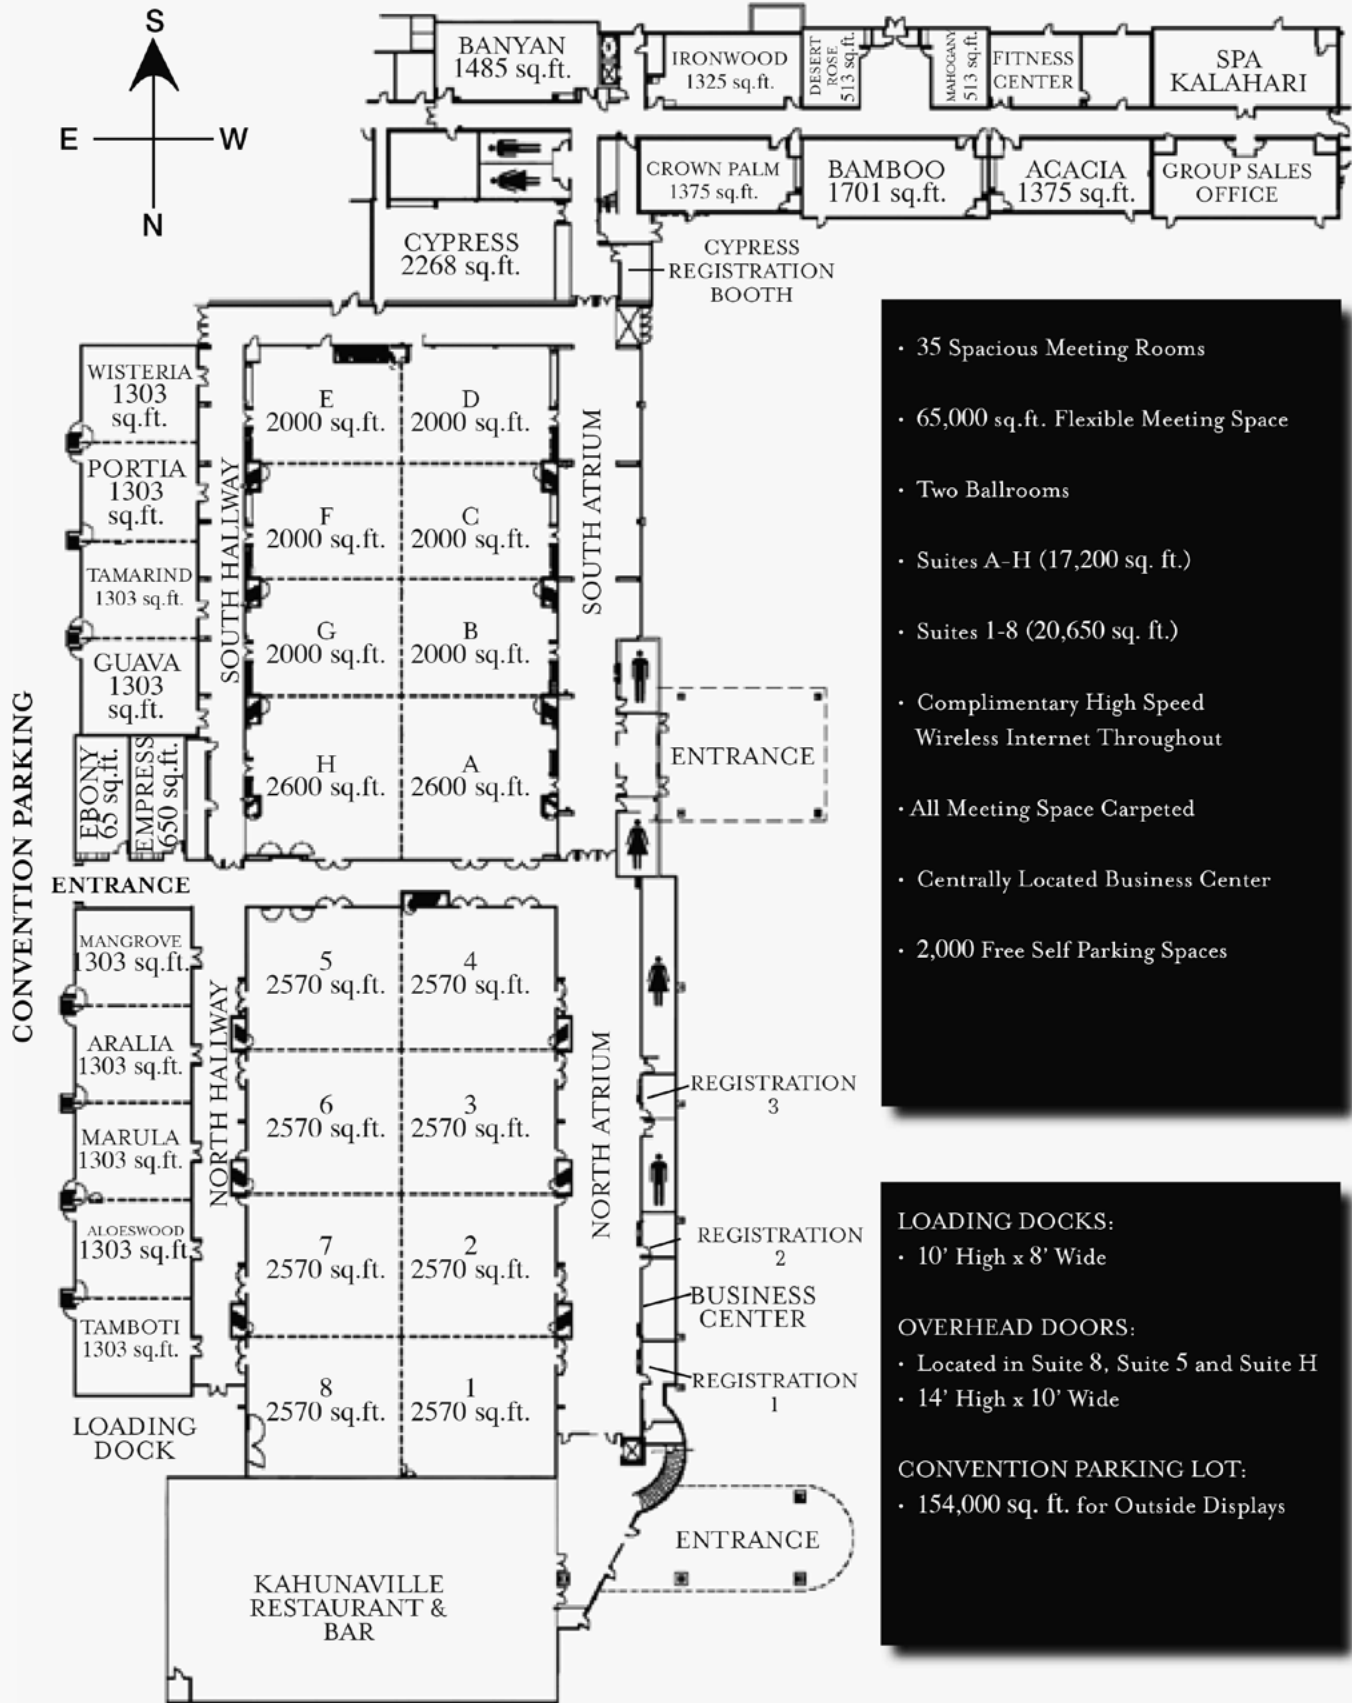 S
E
W
N
BANYAN
1485 sq.ft.
IRONWOOD
1325 sq.ft.
DESERT
ROSE
513 sq.ft.
MAHOGANY
513 sq.ft.
FITNESS
CENTER
SPA
KALAHARI
CROWN PALM
1375 sq.ft.
BAMBOO
1701 sq.ft.
ACACIA
1375 sq.ft.
GROUP SALES
OFFICE
CYPRESS
2268 sq.ft.
CYPRESS
REGISTRATION
BOOTH
WISTERIA
1303
sq.ft.
PORTIA
1303
sq.ft.
TAMARIND
1303 sq.ft.
GUAVA
1303
sq.ft.
EBONY
65 sq.ft.
EMPRESS
650 sq.ft.
SOUTH HALLWAY
E
2000 sq.ft.
D
2000 sq.ft.
F
2000 sq.ft.
C
2000 sq.ft.
G
2000 sq.ft.
B
2000 sq.ft.
H
2600 sq.ft.
A
2600 sq.ft.
SOUTH ATRIUM
ENTRANCE
CONVENTION PARKING
ENTRANCE
MANGROVE
1303 sq.ft.
ARALIA
1303 sq.ft.
MARULA
1303 sq.ft.
ALOESWOOD
1303 sq.ft
TAMBOTI
1303 sq.ft.
LOADING
DOCK
NORTH HALLWAY
5
2570 sq.ft.
4
2570 sq.ft.
6
2570 sq.ft.
3
2570 sq.ft.
7
2570 sq.ft.
2
2570 sq.ft.
8
2570 sq.ft.
1
2570 sq.ft.
NORTH ATRIUM
REGISTRATION
3
REGISTRATION
2
BUSINESS
CENTER
REGISTRATION
1
ENTRANCE
KAHUNAVILLE
RESTAURANT &
BAR
· 35 Spacious Meeting Rooms
· 65,000 sq.ft. Flexible Meeting Space
· Two Ballrooms
· Suites A-H (17,200 sq. ft.)
· Suites 1-8 (20,650 sq. ft.)
· Complimentary High Speed
Wireless Internet Throughout
· All Meeting Space Carpeted
· Centrally Located Business Center
· 2,000 Free Self Parking Spaces
LOADING DOCKS:
· 10' High x 8' Wide
OVERHEAD DOORS:
· Located in Suite 8, Suite 5 and Suite H
· 14' High x 10' Wide
CONVENTION PARKING LOT:
· 154,000 sq. ft. for Outside Displays